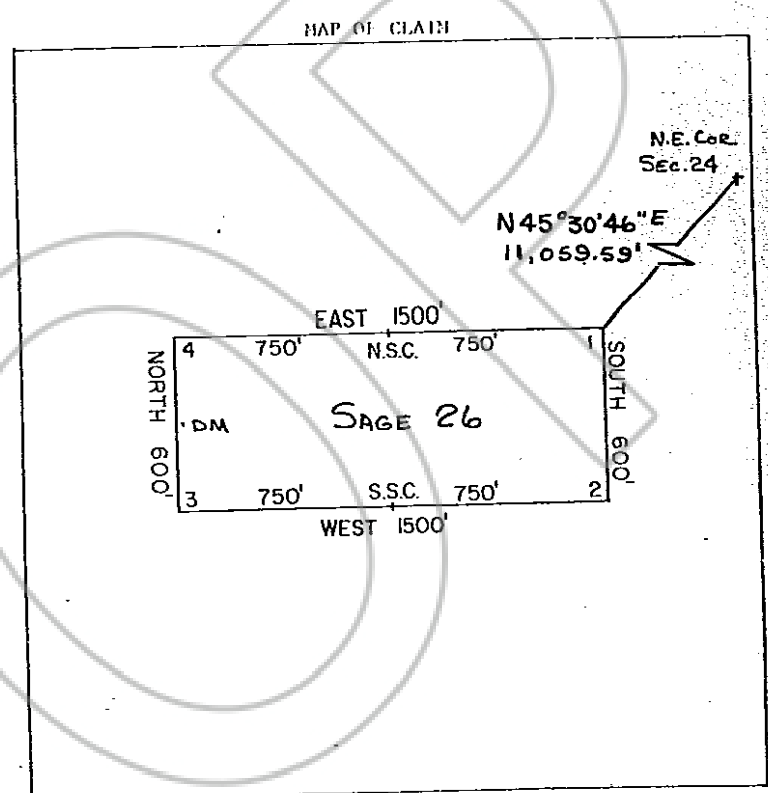 MAP OF CLAIM
N.E. COR.
SEC. 24
N45°30'46"E
11,059.59'
EAST 1500'
4 750' N.S.C. 750' 1
NORTH 600'
SOUTH 600'
DM
SAGE 26
3 750' S.S.C. 750' 2
WEST 1500'